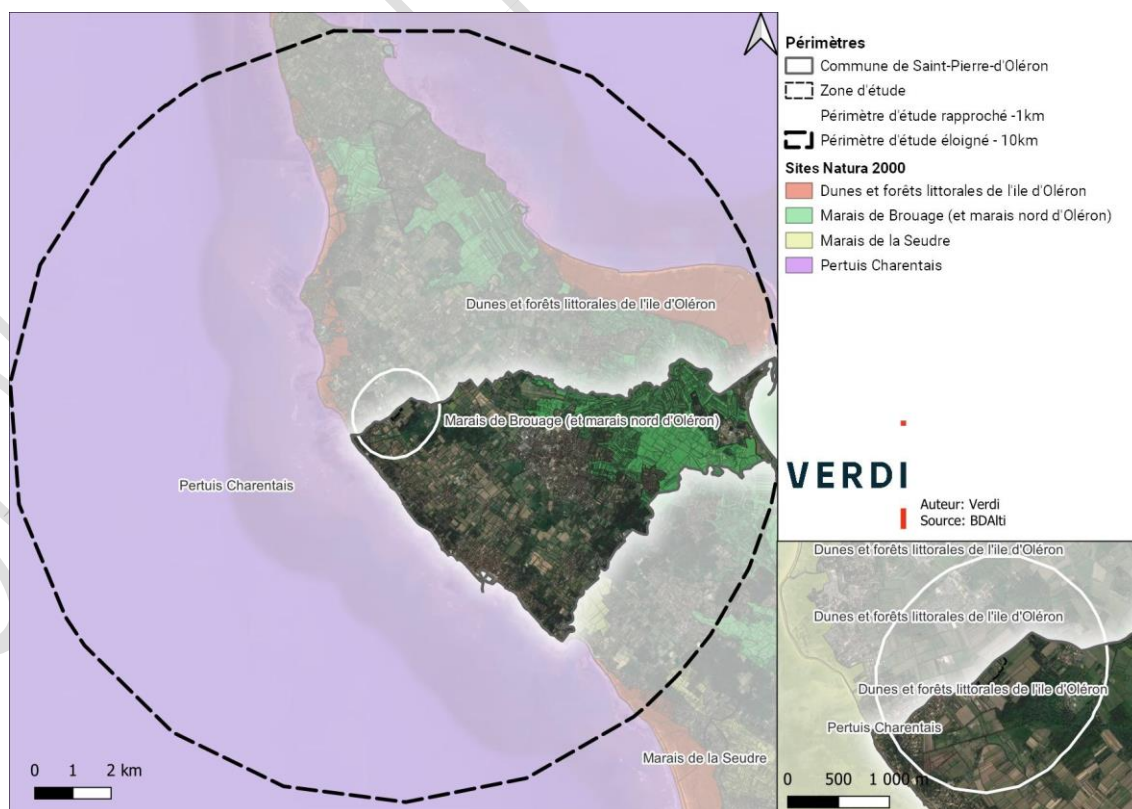 Périmètres
Commune de Saint-Pierre-d'Oléron
Zone d'étude
Périmètre d'étude rapproché -1km
Périmètre d'étude éloigné - 10km
Sites Natura 2000
Dunes et forêts littorales de l'île d'Oléron
Marais de Brouage (et marais nord d'Oléron)
Marais de la Seudre
Pertuis Charentais
Dunes et forêts littorales de l'île d'Oléron
Marais de Brouage (et marais nord d'Oléron)
Pertuis Charentais
Marais de la Seudre
0 1 2 km
VERDI
Auteur: Verdi
Source: BDAlti
Dunes et forêts littorales de l'île d'Oléron
Dunes et forêts littorales de l'île d'Oléron
Dunes et forêts littorales de l'île d'Oléron
Pertuis Charentais
0 500 1 000 m